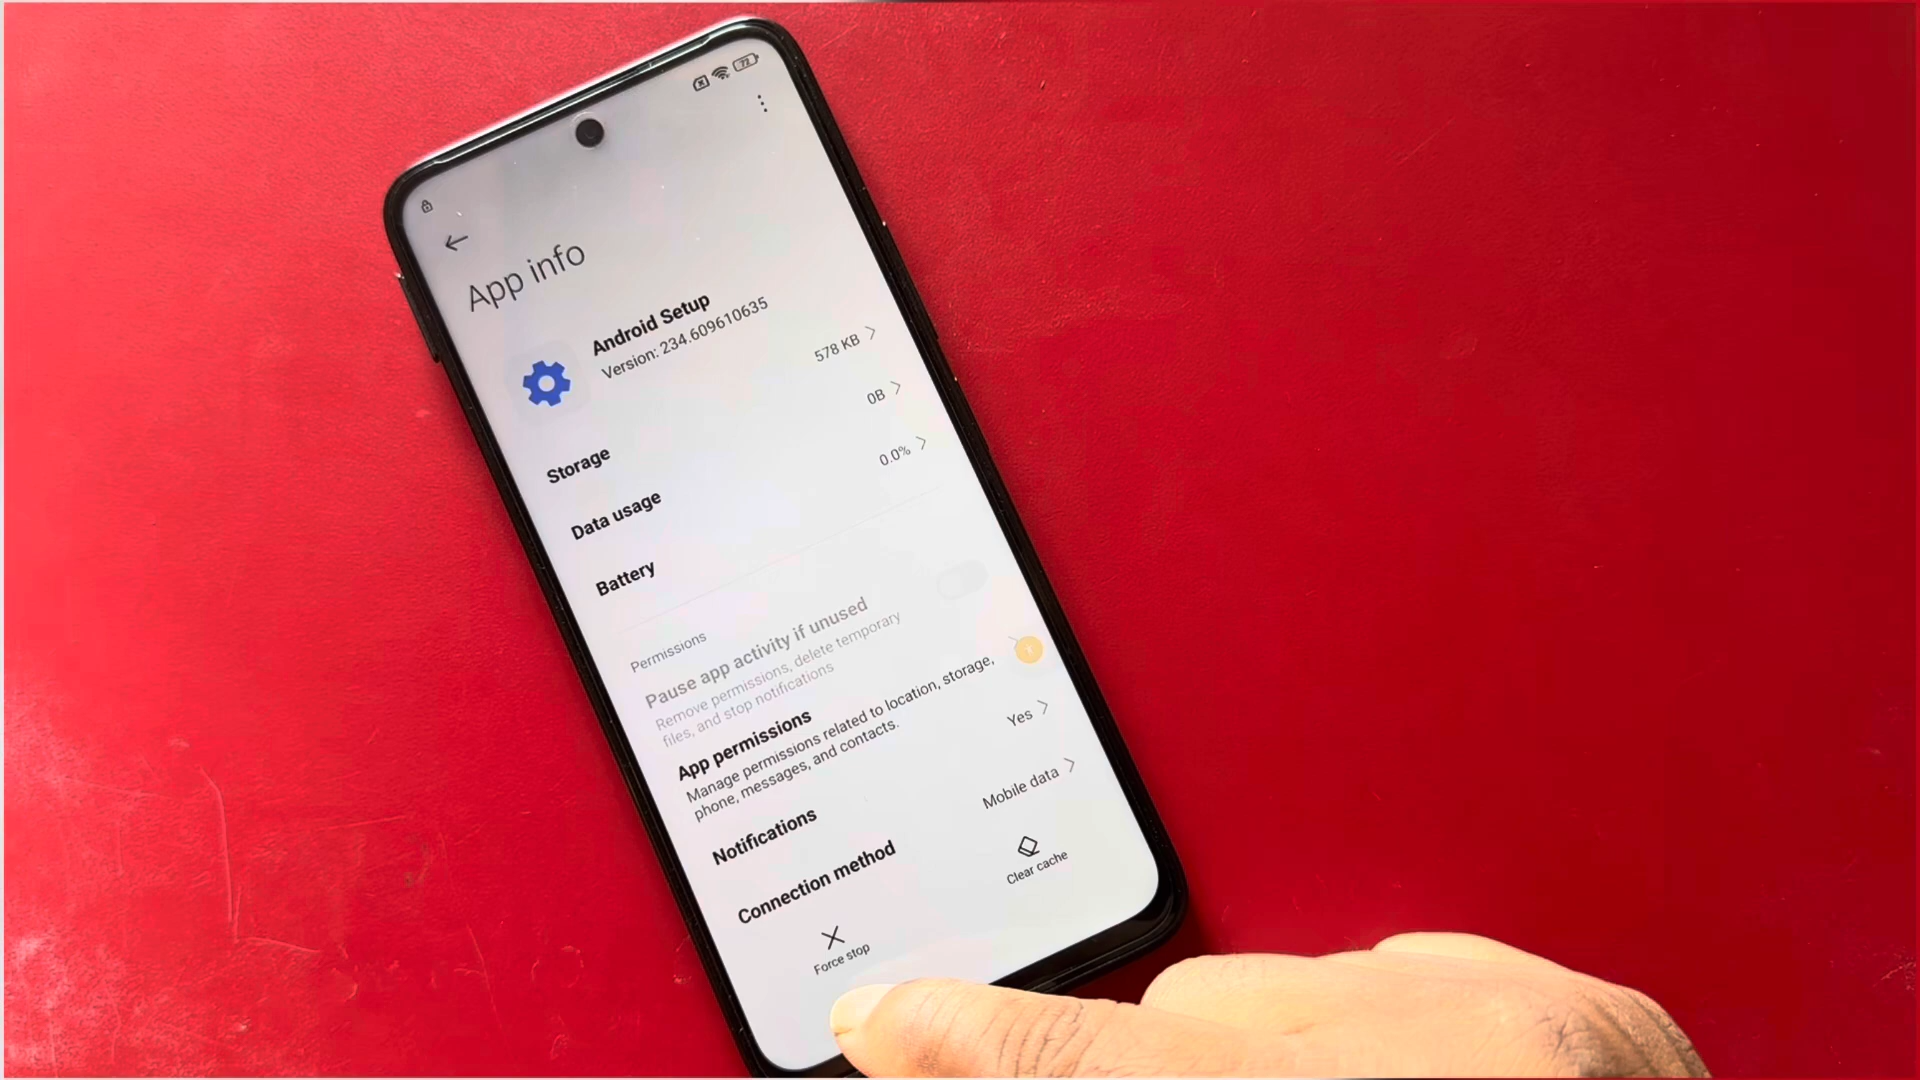 72
App info
Android Setup
Version: 234.609610635
Storage 578 KB
Data usage 0B
Battery 0.0%
Permissions
Pause app activity if unused
Remove permissions, delete temporary
files, and stop notifications
App permissions
Manage permissions related to location, storage,
phone, messages, and contacts.
Notifications Yes
Connection method Mobile data
Force stop
Clear cache